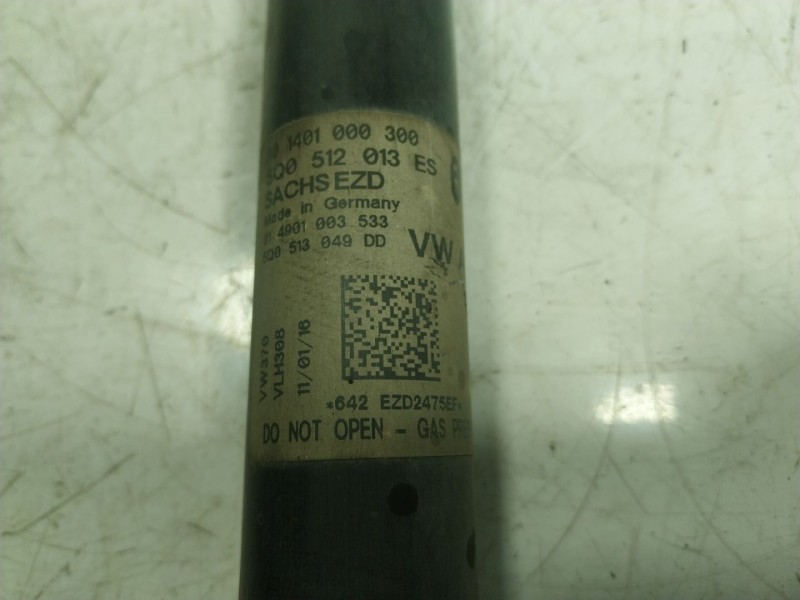 1401 000 300
5Q0 512 013 ES
SACHS EZD
Made in Germany
4901 003 533
5Q0 513 049 DD
VW
VW370
VLH308
11/01/16
*642 EZD2475EF*
DO NOT OPEN - GAS